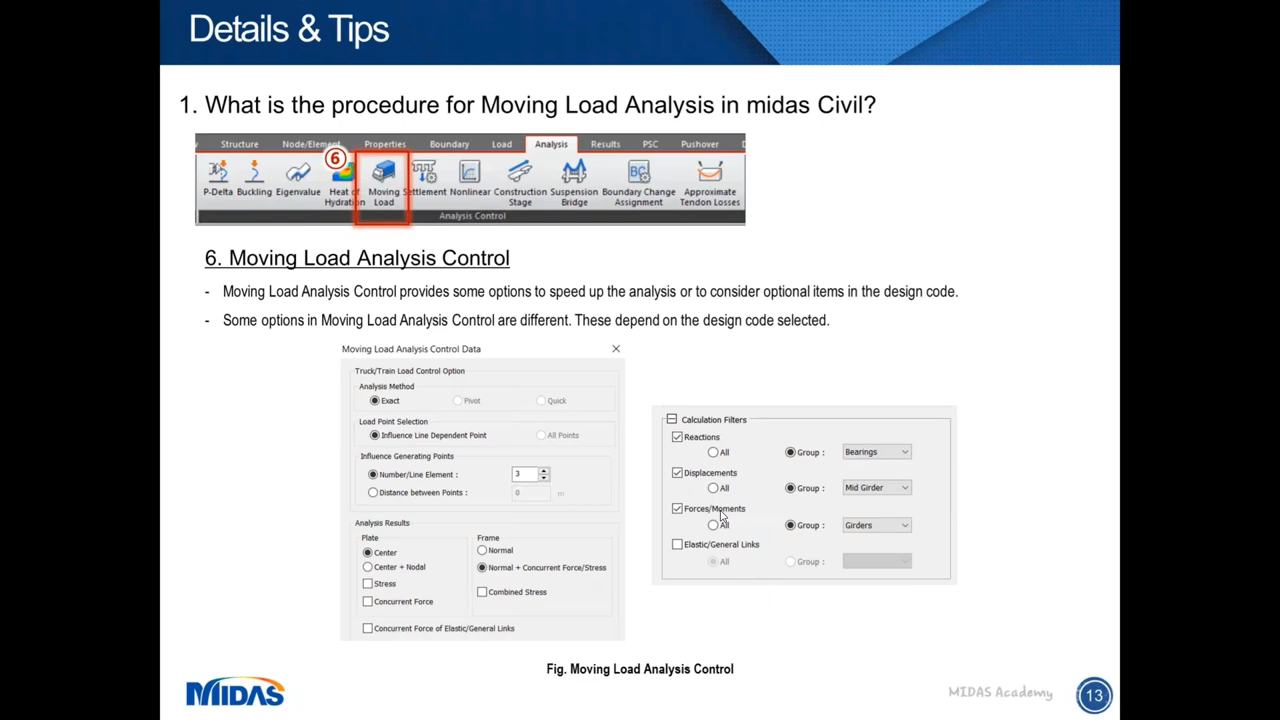 Details & Tips
1. What is the procedure for Moving Load Analysis in midas Civil?
Structure Node/Element Properties Boundary Load Analysis Results PSC Pushover
6
P-Delta Buckling Eigenvalue Heat of Hydration Moving Load Settlement Nonlinear Construction Stage Suspension Bridge Boundary Change Assignment Approximate Tendon Losses
Analysis Control
6. Moving Load Analysis Control
- Moving Load Analysis Control provides some options to speed up the analysis or to consider optional items in the design code.
- Some options in Moving Load Analysis Control are different. These depend on the design code selected.
Moving Load Analysis Control Data
Truck/Train Load Control Option
Analysis Method
Exact Pivot Quick
Load Point Selection
Influence Line Dependent Point All Points
Influence Generating Points
Number/Line Element : 3
Distance between Points : 0 m
Analysis Results
Plate
Center
Center + Nodal
Stress
Concurrent Force
Frame
Normal
Normal + Concurrent Force/Stress
Combined Stress
Concurrent Force of Elastic/General Links
Calculation Filters
Reactions
All Group : Bearings
Displacements
All Group : Mid Girder
Forces/Moments
All Group : Girders
Elastic/General Links
All Group :
Fig. Moving Load Analysis Control
MIDAS
MIDAS Academy
13